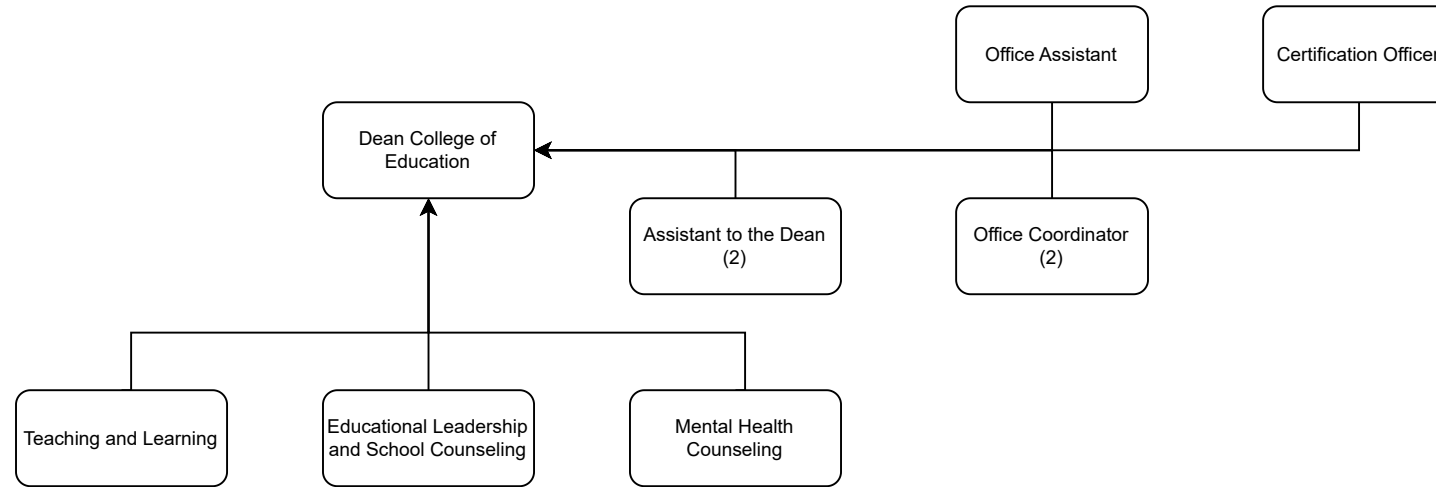 Office Assistant
Certification Officer
Dean College of
Education
Assistant to the Dean
(2)
Office Coordinator
(2)
Teaching and Learning
Educational Leadership
and School Counseling
Mental Health
Counseling